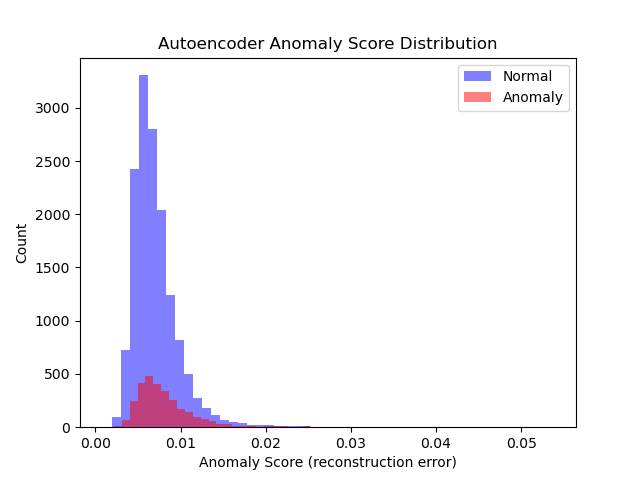 Autoencoder Anomaly Score Distribution
Normal
Anomaly
Count
3000
2500
2000
1500
1000
500
0
0.00 0.01 0.02 0.03 0.04 0.05
Anomaly Score (reconstruction error)